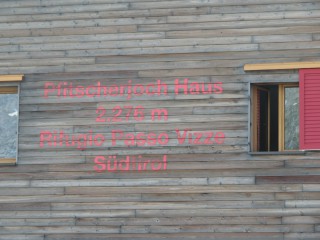 Pfitscherjoch Haus
2.276 m
Rifugio Passo Vizze
Südtirol